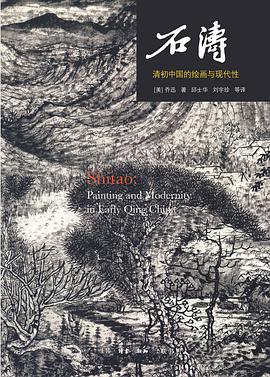 石濤
清初中国的绘画与现代性
[美] 乔迅 著 邱士华 刘宇珍 等译
Shitao:
Painting and Modernity
in Early Qing China